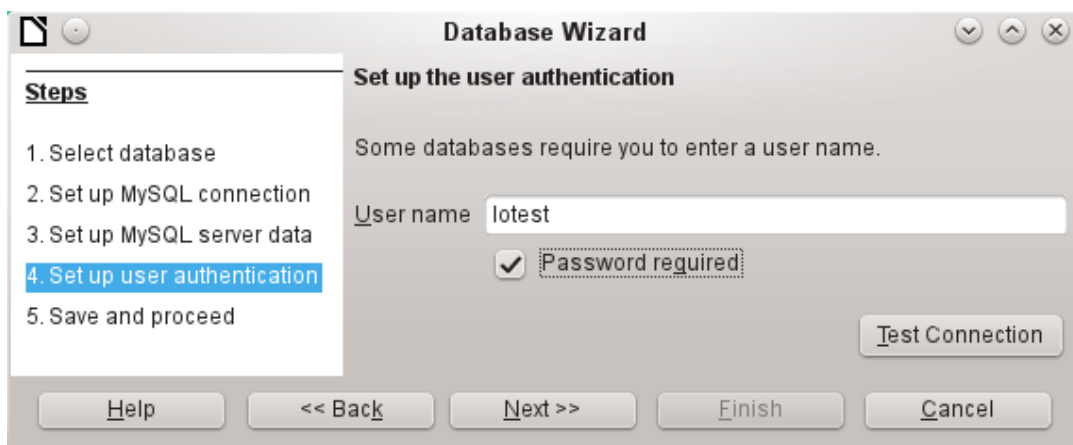 Database Wizard
Steps
1. Select database
2. Set up MySQL connection
3. Set up MySQL server data
4. Set up user authentication
5. Save and proceed
Set up the user authentication
Some databases require you to enter a user name.
User name lotest
Password required
Test Connection
Help << Back Next >> Finish Cancel